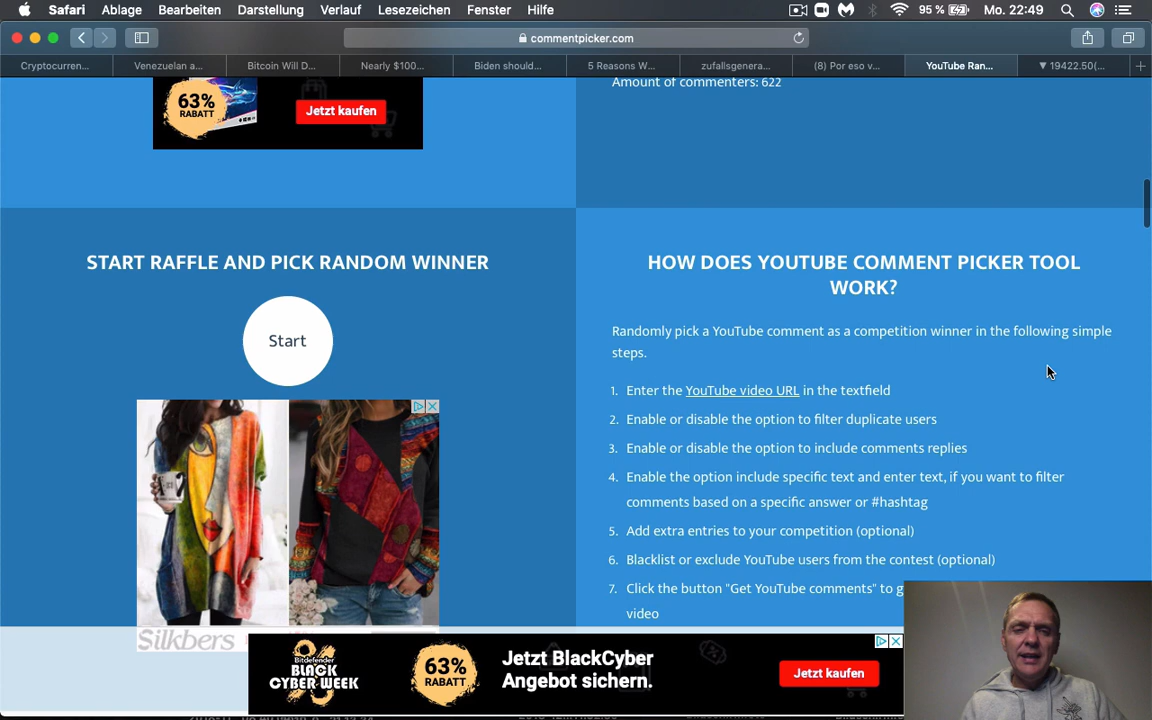 Safari Ablage Bearbeiten Darstellung Verlauf Lesezeichen Fenster Hilfe 95 % Mo. 22:49
commentpicker.com
Cryptocurren... Venezuelan a... Bitcoin Will D... Nearly $100... Biden should... 5 Reasons W... zufallsgenera... (8) Por eso v... YouTube Ran... ▼ 19422.50(...
63%
RABATT
Jetzt kaufen
Amount of commenters: 622
START RAFFLE AND PICK RANDOM WINNER
Start
Silkbers
HOW DOES YOUTUBE COMMENT PICKER TOOL
WORK?
Randomly pick a YouTube comment as a competition winner in the following simple
steps.
1. Enter the YouTube video URL in the textfield
2. Enable or disable the option to filter duplicate users
3. Enable or disable the option to include comments replies
4. Enable the option include specific text and enter text, if you want to filter
comments based on a specific answer or #hashtag
5. Add extra entries to your competition (optional)
6. Blacklist or exclude YouTube users from the contest (optional)
7. Click the button "Get YouTube comments" to g
video
Bitdefender
BLACK
CYBER WEEK
63%
RABATT
Jetzt BlackCyber
Angebot sichern.
Jetzt kaufen